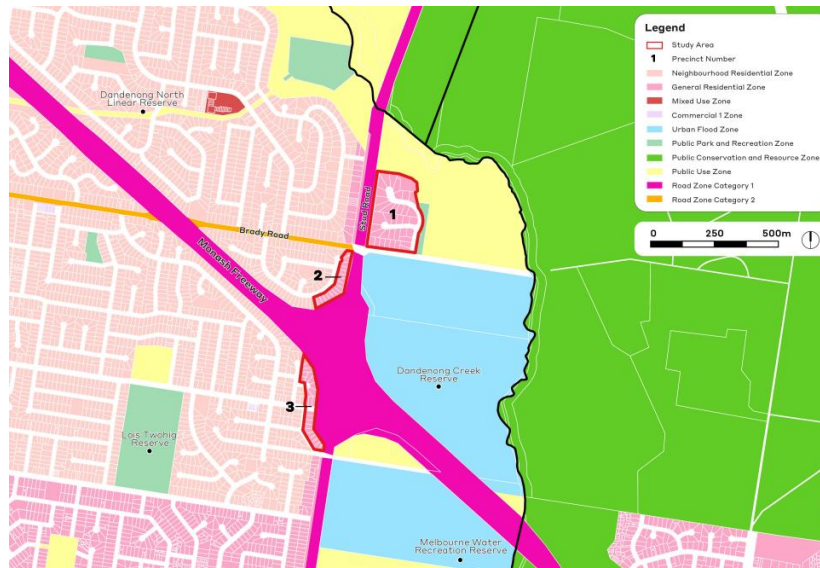 Legend
Study Area
1 Precinct Number
Neighbourhood Residential Zone
General Residential Zone
Mixed Use Zone
Commercial 1 Zone
Urban Flood Zone
Public Park and Recreation Zone
Public Conservation and Resource Zone
Public Use Zone
Road Zone Category 1
Road Zone Category 2
0 250 500m
Dandenong North
Linear Reserve
Stud Road
1
Brady Road
Monash Freeway
2
Dandenong Creek
Reserve
3
Lois Twohig
Reserve
Melbourne Water
Recreation Reserve